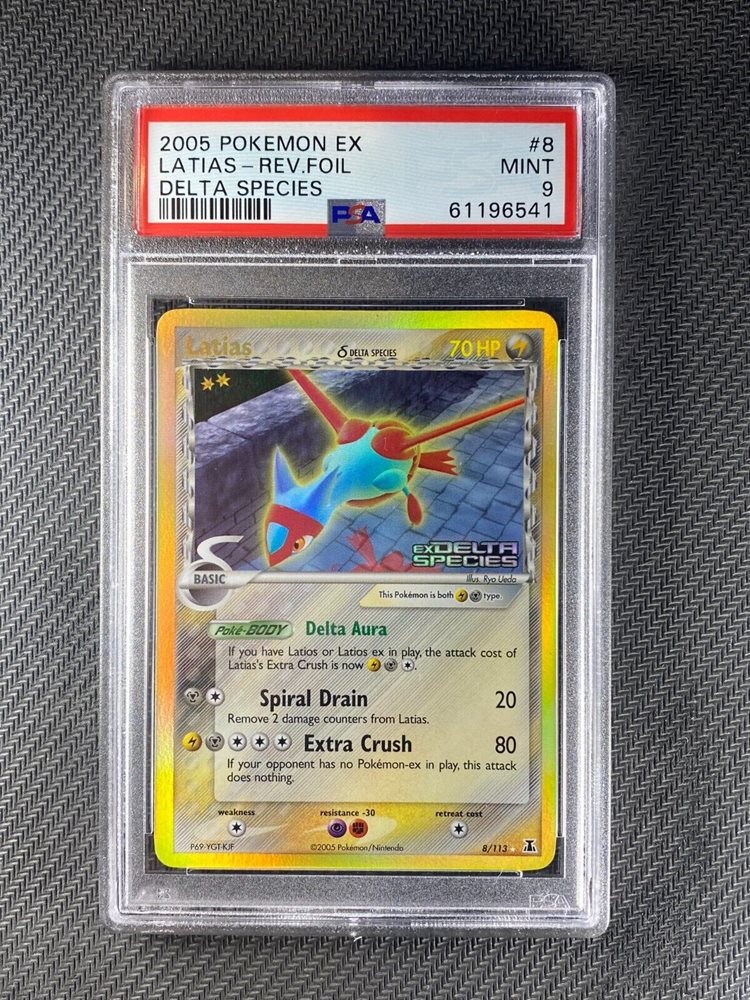 2005 POKEMON EX #8
LATIAS - REV.FOIL MINT
DELTA SPECIES 9
PSA 61196541
Latias δ DELTA SPECIES 70 HP
EX DELTA
SPECIES
δ
BASIC
Illus. Ryo Ueda
This Pokémon is both type.
Poké-BODY Delta Aura
If you have Latios or Latios ex in play, the attack cost of
Latias's Extra Crush is now .
Spiral Drain 20
Remove 2 damage counters from Latias.
Extra Crush 80
If your opponent has no Pokémon-ex in play, this attack
does nothing.
weakness resistance -30 retreat cost
P69-YGT-KJF ©2005 Pokémon/Nintendo 8/113
PSA